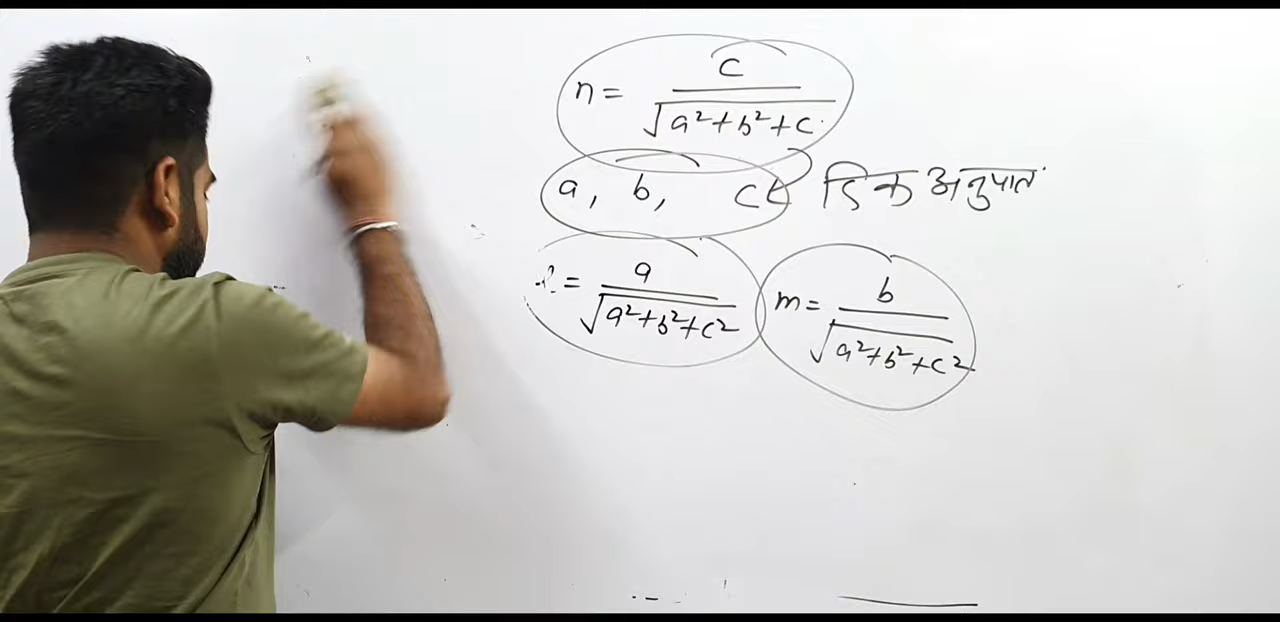 n = c / √a²+b²+c
a, b, c दिक अनुपात
l = a / √a²+b²+c² m = b / √a²+b²+c²